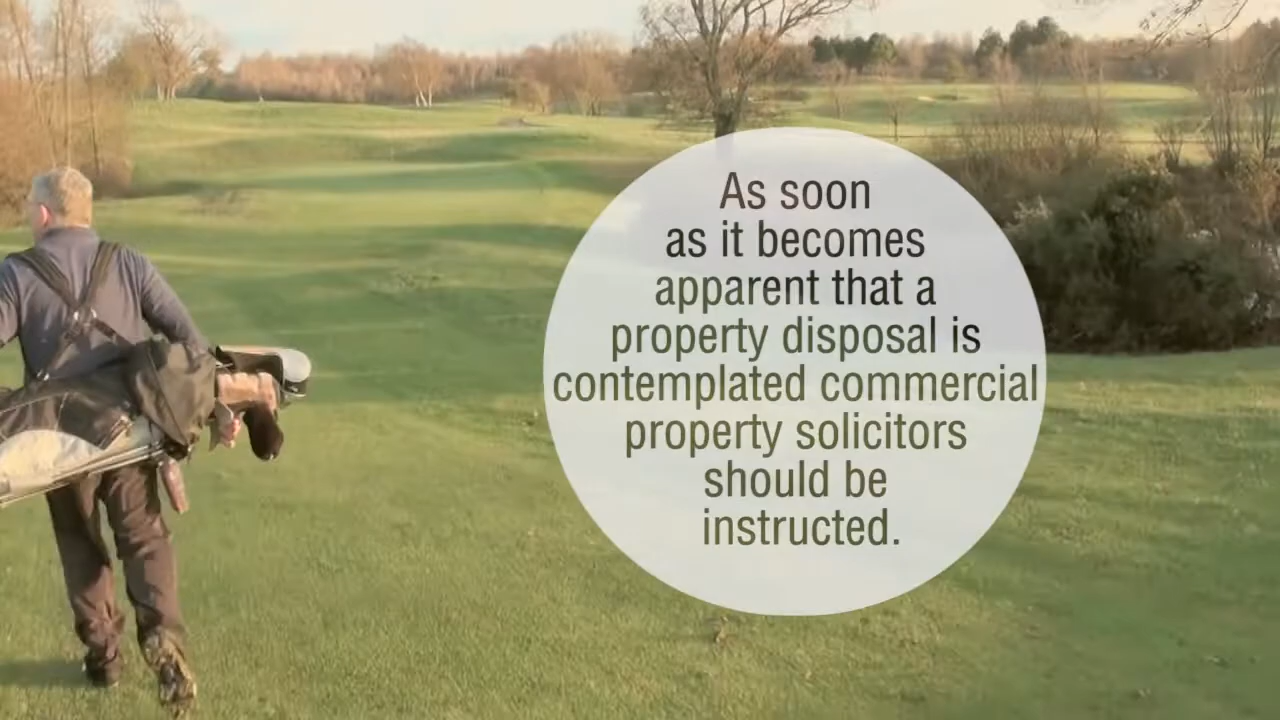 As soon
as it becomes
apparent that a
property disposal is
contemplated commercial
property solicitors
should be
instructed.